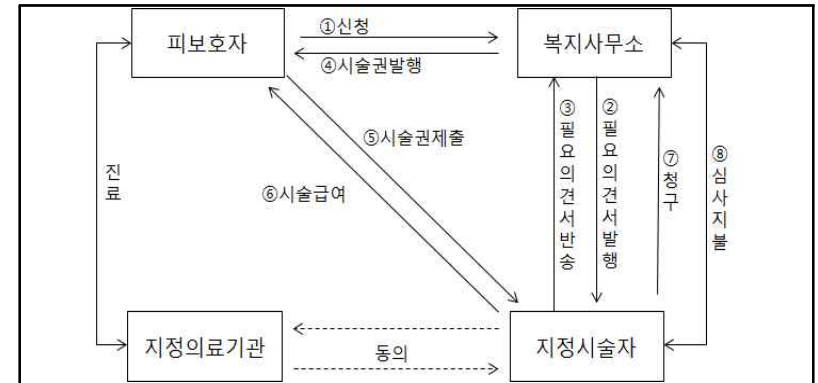 피보호자
①신청
복지사무소
④시술권발행
⑤시술권제출
⑥시술급여
③필요의견서반송
②필요의견서발행
⑦청구
⑧심사지불
진료
지정의료기관
동의
지정시술자